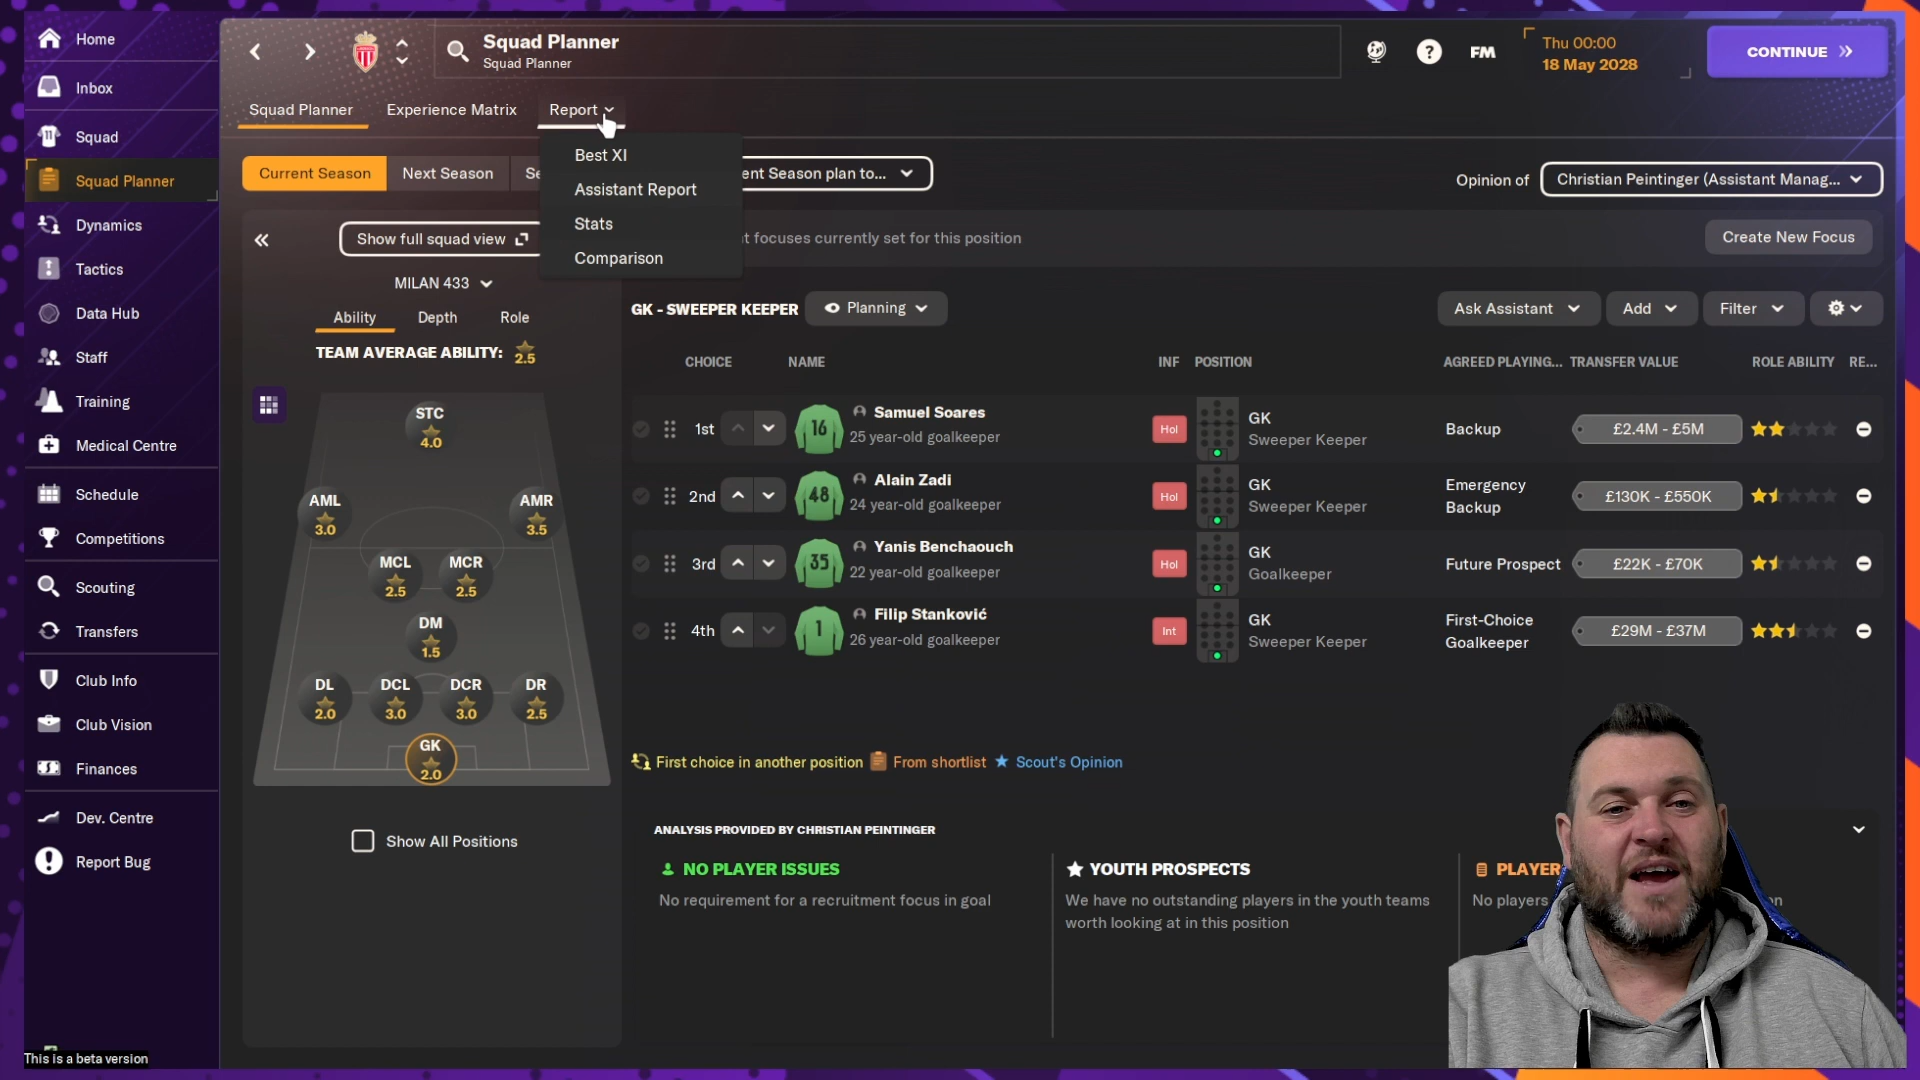 Home
Inbox
Squad
Squad Planner
Dynamics
Tactics
Data Hub
Staff
Training
Medical Centre
Schedule
Competitions
Scouting
Transfers
Club Info
Club Vision
Finances
Dev. Centre
Report Bug
This is a beta version
Squad Planner
Squad Planner
FM
Thu 00:00
18 May 2028
CONTINUE
Squad Planner
Experience Matrix
Report
Best XI
Assistant Report
Stats
Comparison
Current Season
Next Season
Se
ent Season plan to...
Opinion of
Christian Peintinger (Assistant Manag...
Show full squad view
t focuses currently set for this position
Create New Focus
MILAN 433
Ability
Depth
Role
TEAM AVERAGE ABILITY:
2.5
STC
4.0
AML
3.0
AMR
3.5
MCL
2.5
MCR
2.5
DM
1.5
DL
2.0
DCL
3.0
DCR
3.0
DR
2.5
GK
2.0
Show All Positions
GK - SWEEPER KEEPER
Planning
Ask Assistant
Add
Filter
CHOICE
NAME
INF
POSITION
AGREED PLAYING...
TRANSFER VALUE
ROLE ABILITY
RE...
1st
16
Samuel Soares
25 year-old goalkeeper
Hol
GK
Sweeper Keeper
Backup
£2.4M - £5M
2nd
48
Alain Zadi
24 year-old goalkeeper
Hol
GK
Sweeper Keeper
Emergency
Backup
£130K - £550K
3rd
35
Yanis Benchaouch
22 year-old goalkeeper
Hol
GK
Goalkeeper
Future Prospect
£22K - £70K
4th
1
Filip Stanković
26 year-old goalkeeper
Int
GK
Sweeper Keeper
First-Choice
Goalkeeper
£29M - £37M
First choice in another position
From shortlist
Scout's Opinion
ANALYSIS PROVIDED BY CHRISTIAN PEINTINGER
NO PLAYER ISSUES
No requirement for a recruitment focus in goal
YOUTH PROSPECTS
We have no outstanding players in the youth teams
worth looking at in this position
PLAYER
No players
on